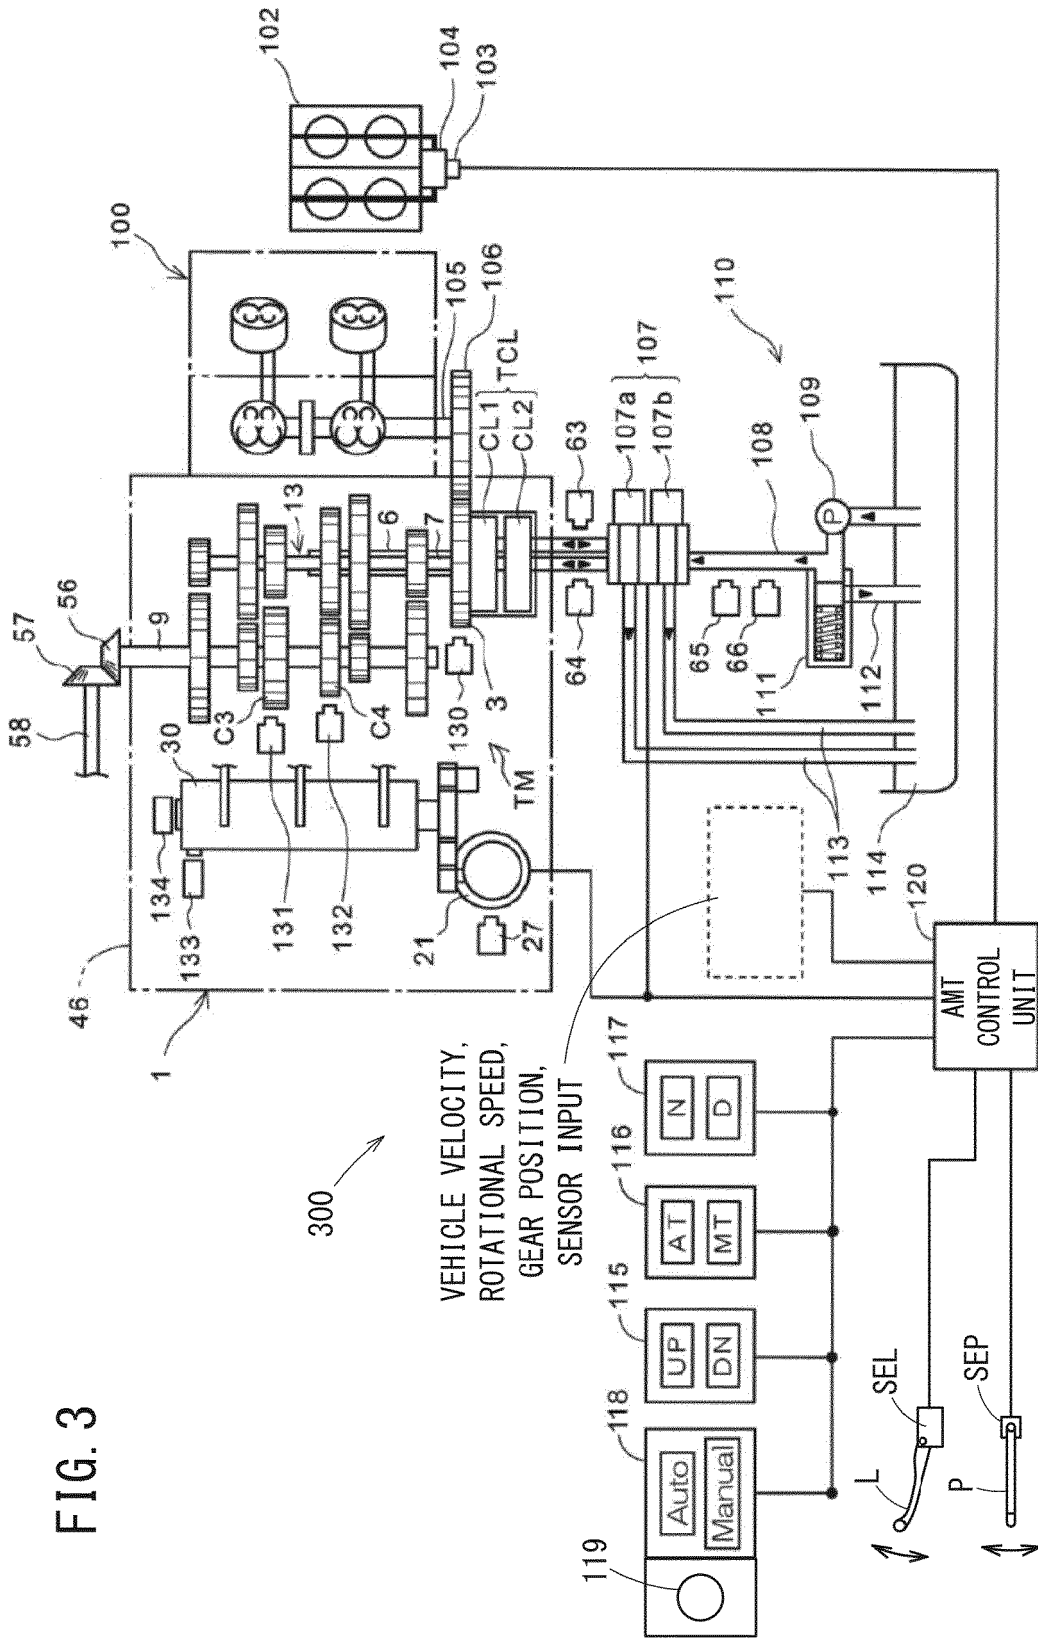 FIG. 3
300
1
46
58
57
56
9
13
6
7
30
134
133
131
132
C3
C4
130
130
3
TM
21
27
100
102
104
103
105
106
CL1
CL2
TCL
63
64
107a
107b
107
65
66
110
108
109
P
111
112
113
114
120
AMT
CONTROL
UNIT
VEHICLE VELOCITY,
ROTATIONAL SPEED,
GEAR POSITION,
SENSOR INPUT
117
N
D
116
AT
MT
115
UP
DN
118
Auto
Manual
119
SEL
L
SEP
P